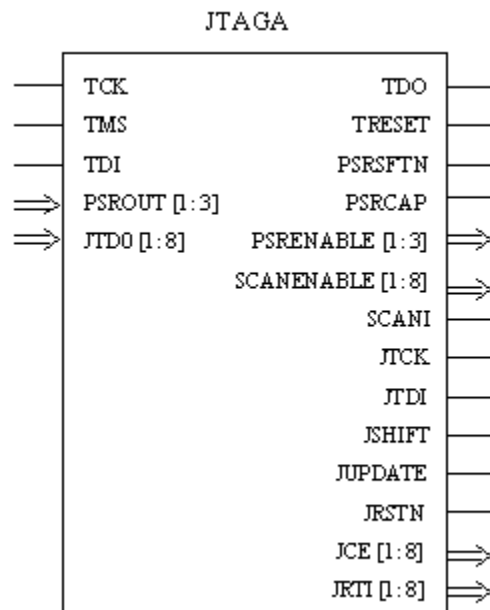 JTAGA
TCK
TDO
TMS
TRESET
TDI
PSRSFTN
PSROUT [1:3]
PSRCAP
JTDO [1:8]
PSRENABLE [1:3]
SCANENABLE [1:8]
SCANI
JTCK
JTDI
JSHIFT
JUPDATE
JRSTN
JCE [1:8]
JRTI [1:8]